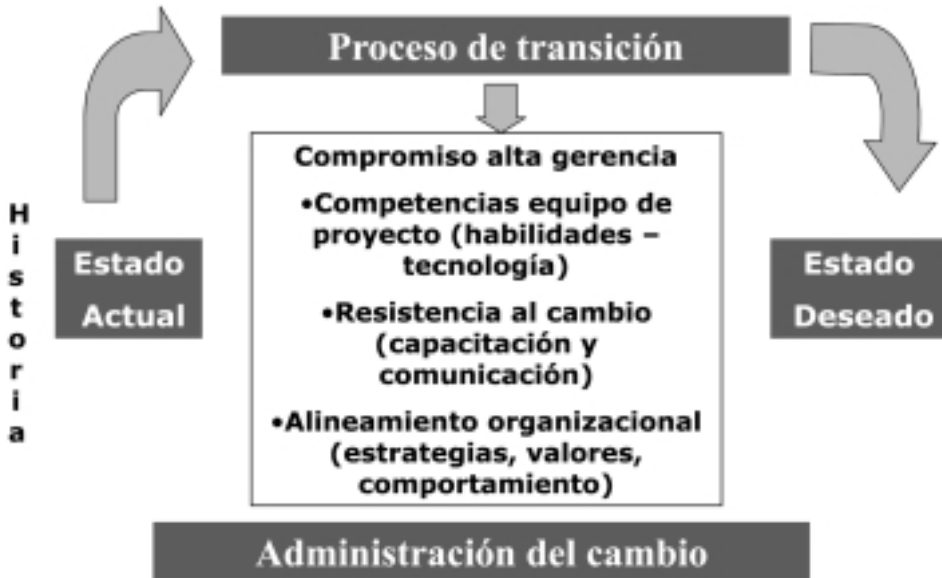 Proceso de transición
Compromiso alta gerencia
•Competencias equipo de
proyecto (habilidades –
tecnología)
•Resistencia al cambio
(capacitación y
comunicación)
•Alineamiento organizacional
(estrategias, valores,
comportamiento)
Historia
Estado
Actual
Estado
Deseado
Administración del cambio